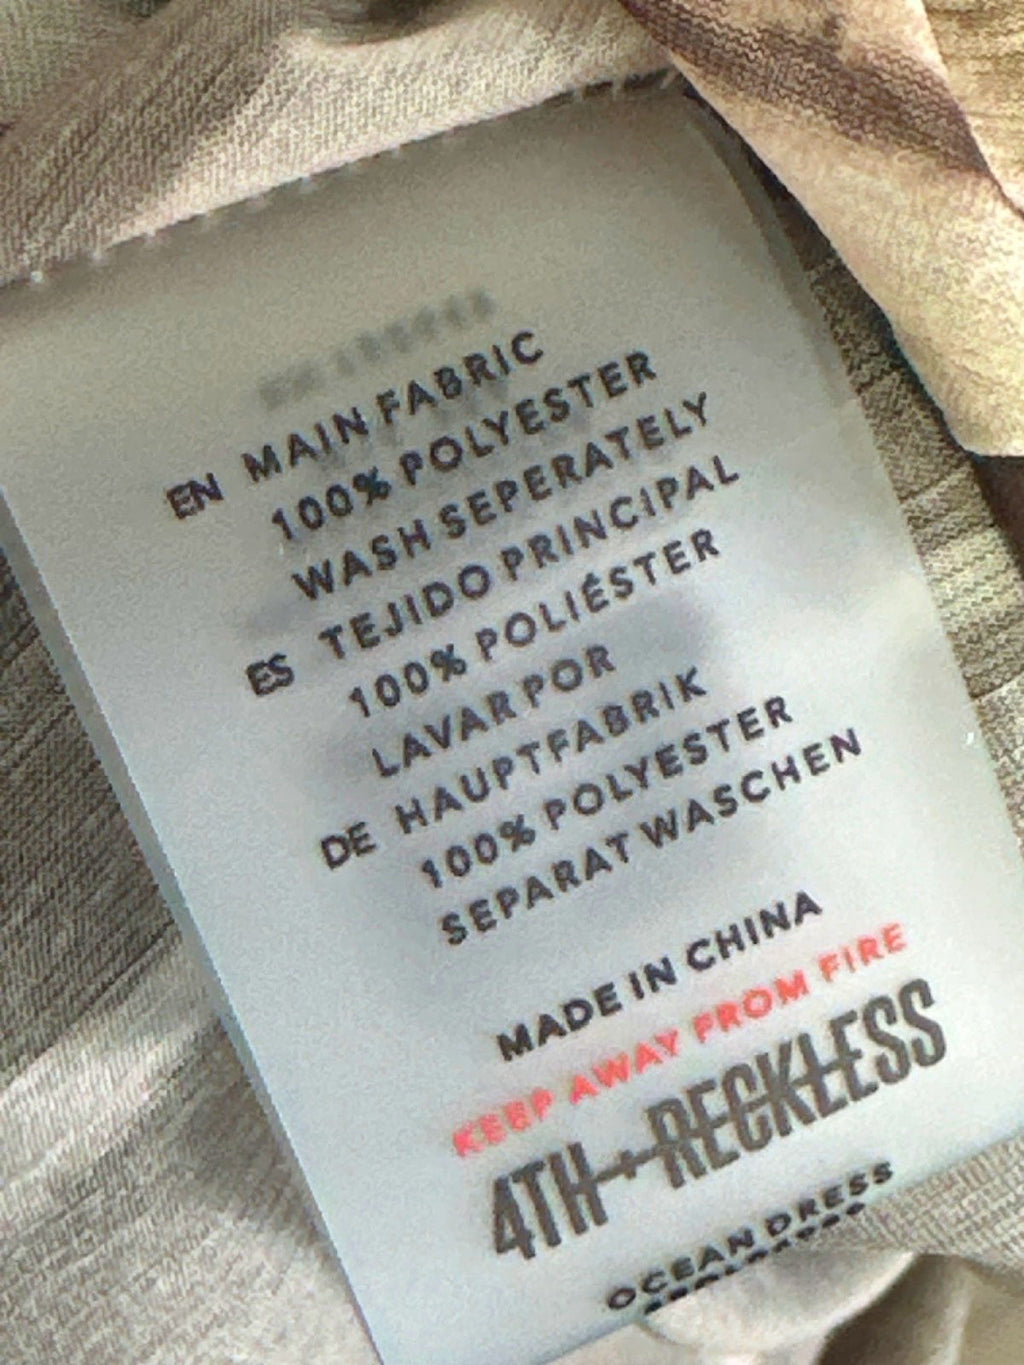 EN MAIN FABRIC
100% POLYESTER
WASH SEPERATELY
ES TEJIDO PRINCIPAL
100% POLIÉSTER
LAVAR POR
DE HAUPTFABRIK
100% POLYESTER
SEPARAT WASCHEN
MADE IN CHINA
KEEP AWAY FROM FIRE
4TH+RECKLESS
OCEAN DRESS